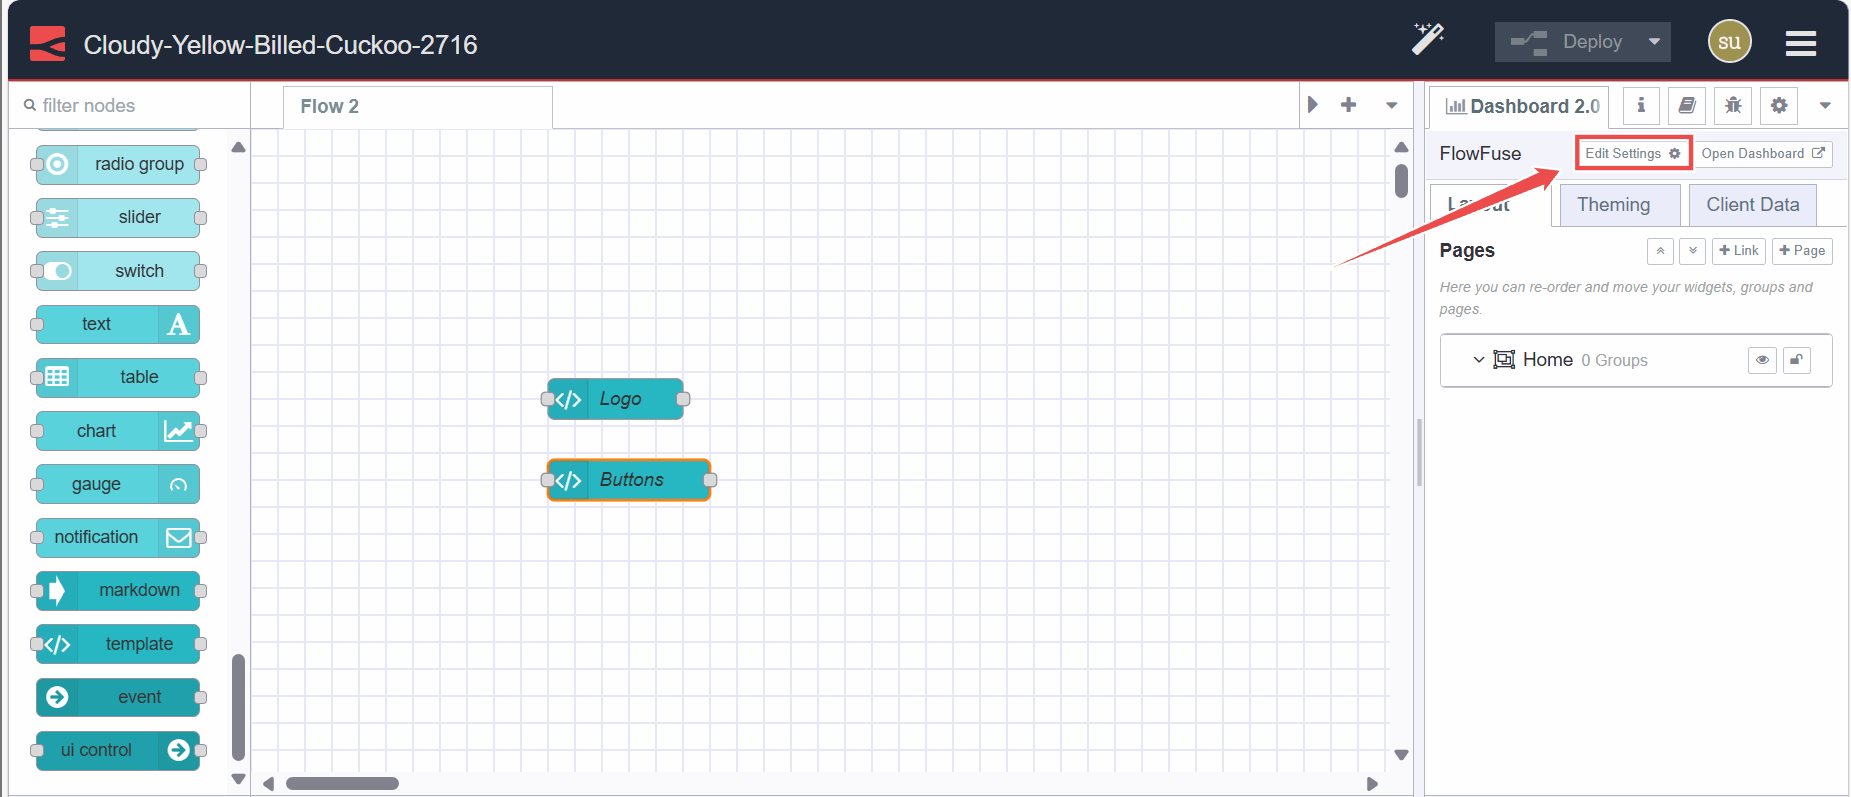 Cloudy-Yellow-Billed-Cuckoo-2716
Deploy
su
filter nodes
Flow 2
Dashboard 2.0
FlowFuse
Edit Settings
Open Dashboard
Layout
Theming
Client Data
Pages
Link
Page
Here you can re-order and move your widgets, groups and
pages.
Home 0 Groups
radio group
slider
switch
text
table
chart
gauge
notification
markdown
template
event
ui control
Logo
Buttons